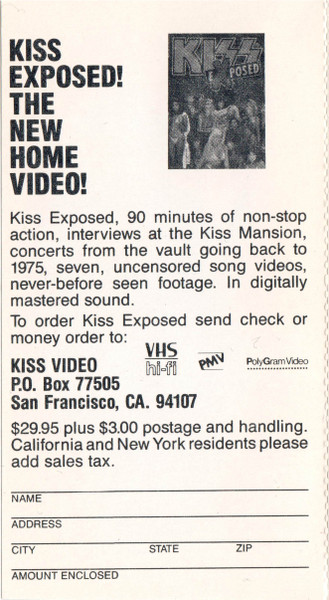 KISS
EXPOSED!
THE
NEW
HOME
VIDEO!
KISS
POSED
Kiss Exposed, 90 minutes of non-stop
action, interviews at the Kiss Mansion,
concerts from the vault going back to
1975, seven, uncensored song videos,
never-before seen footage. In digitally
mastered sound.
To order Kiss Exposed send check or
money order to:
VHS
hi-fi
PMV
PolyGram Video
KISS VIDEO
P.O. Box 77505
San Francisco, CA. 94107
$29.95 plus $3.00 postage and handling.
California and New York residents please
add sales tax.
NAME
ADDRESS
CITY STATE ZIP
AMOUNT ENCLOSED